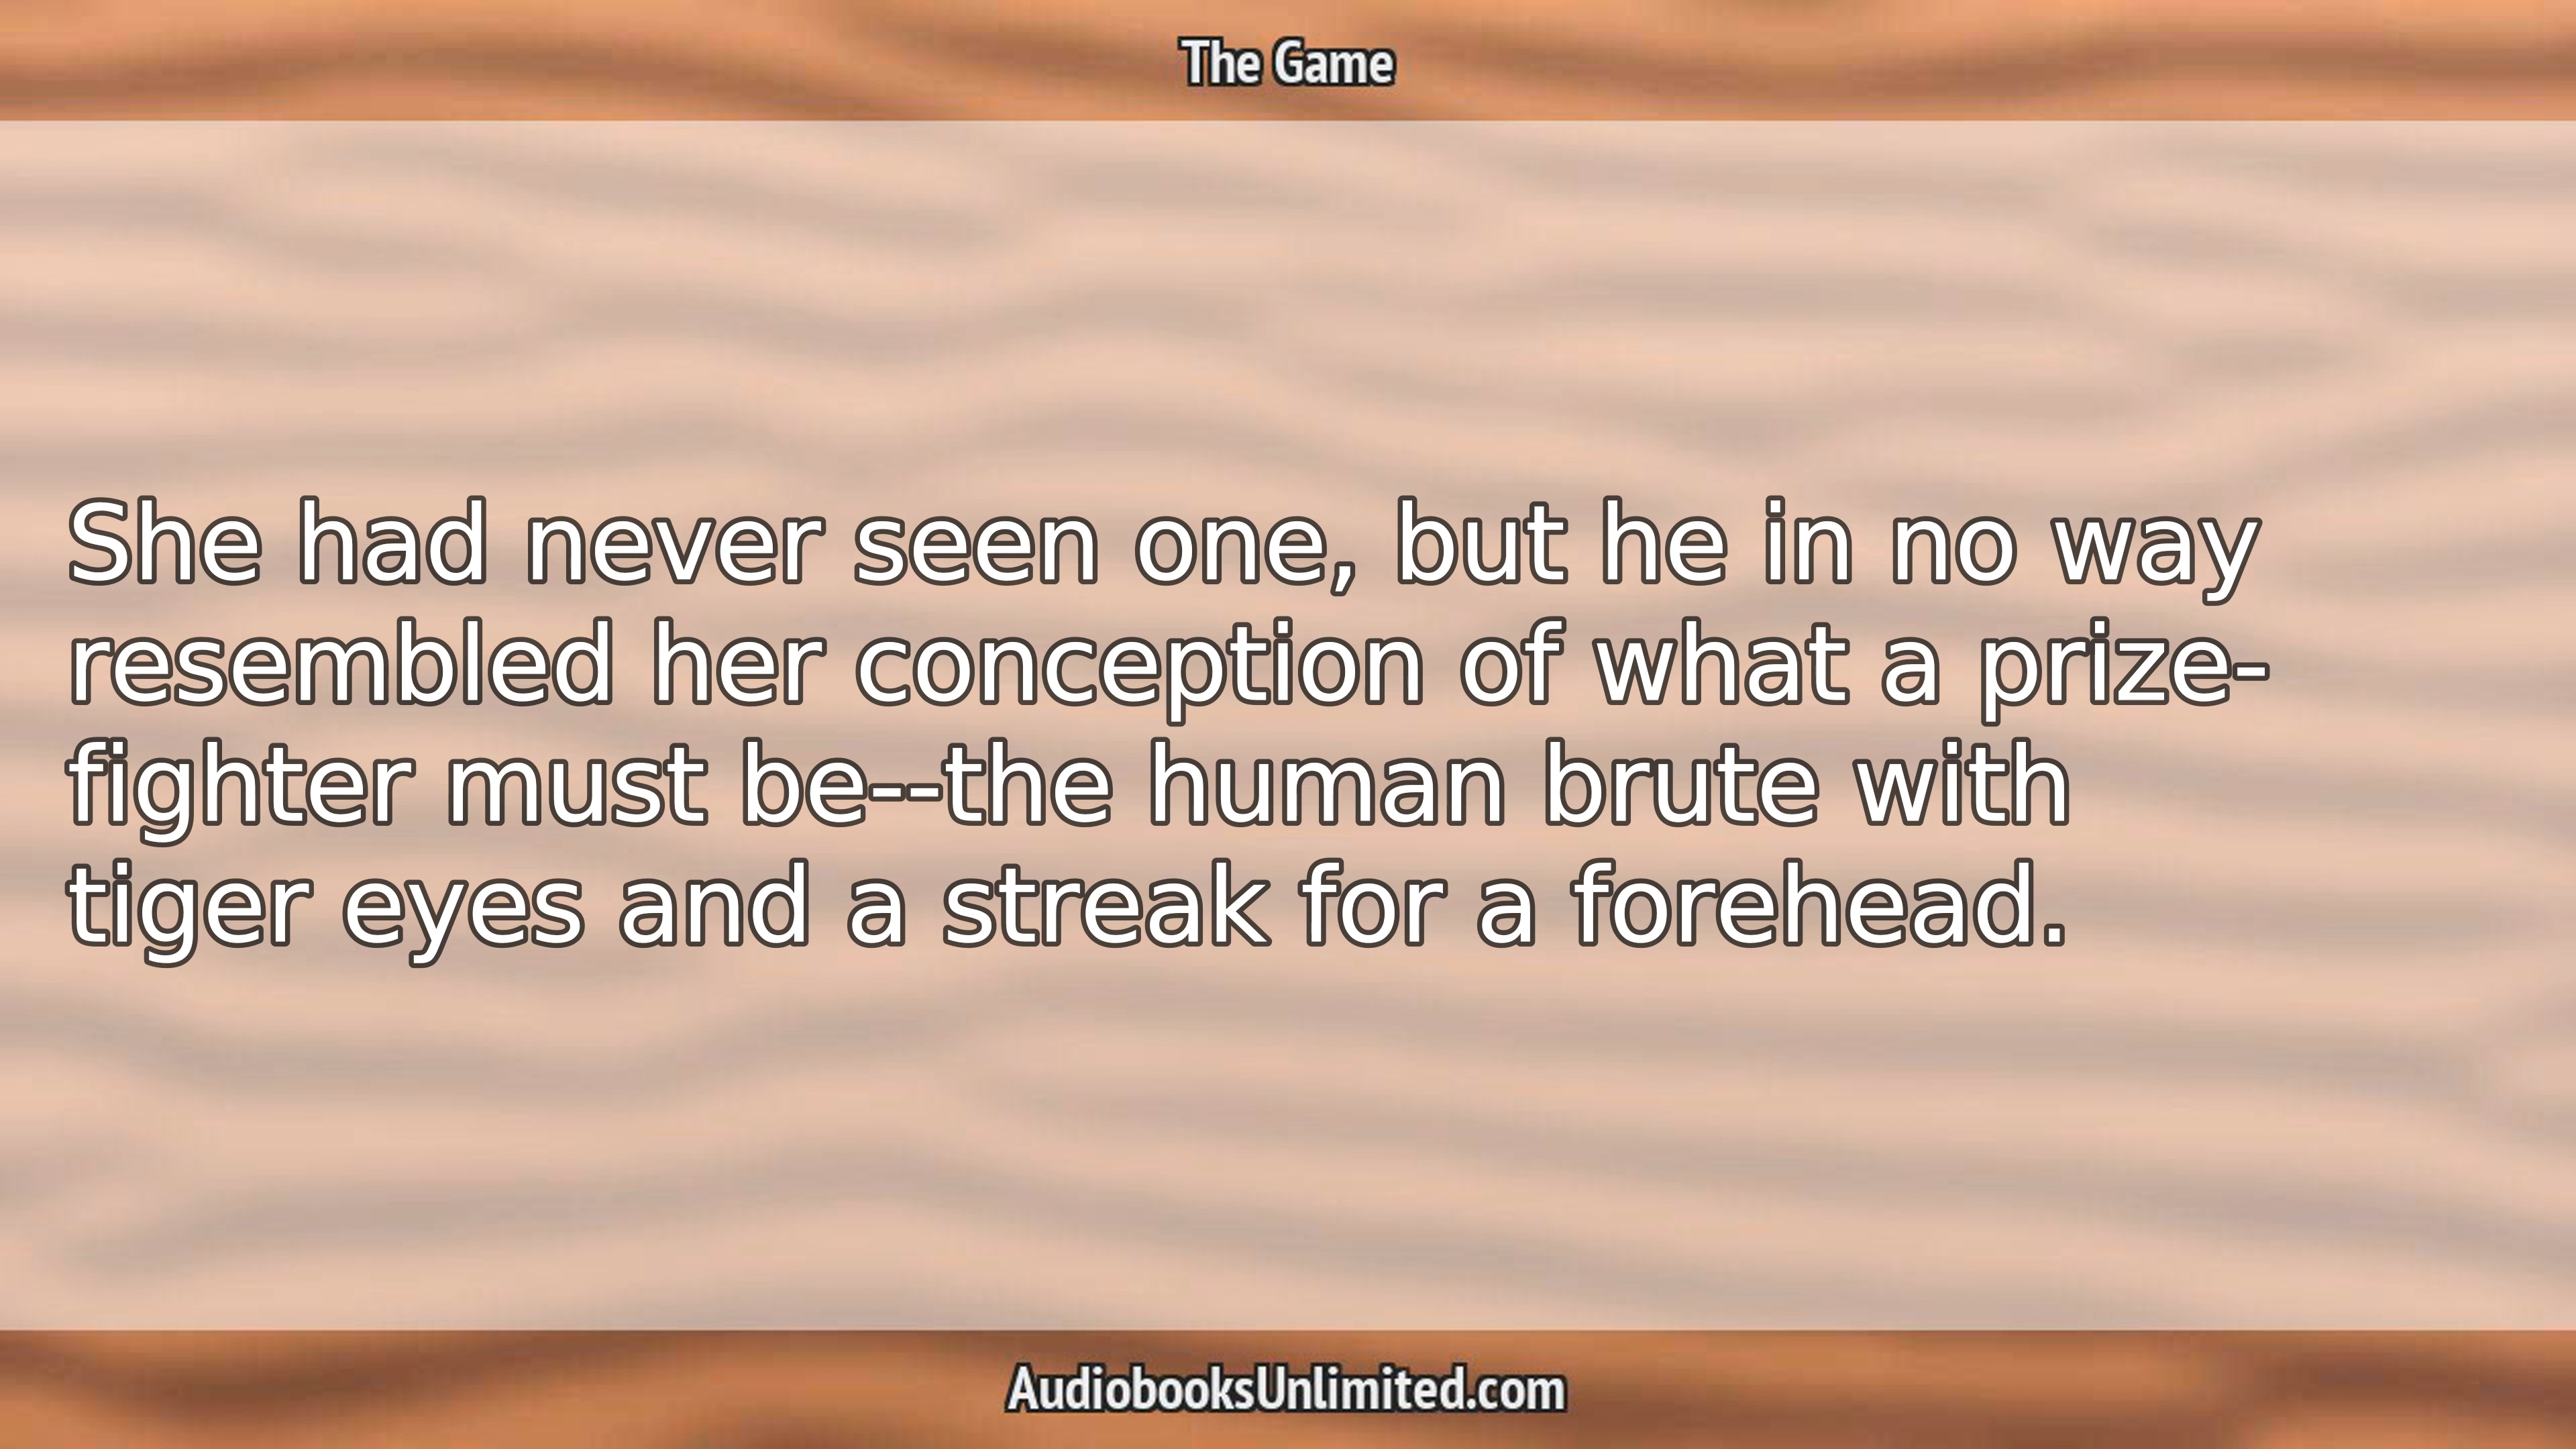 The Game
She had never seen one, but he in no way
resembled her conception of what a prize-
fighter must be--the human brute with
tiger eyes and a streak for a forehead.
AudiobooksUnlimited.com